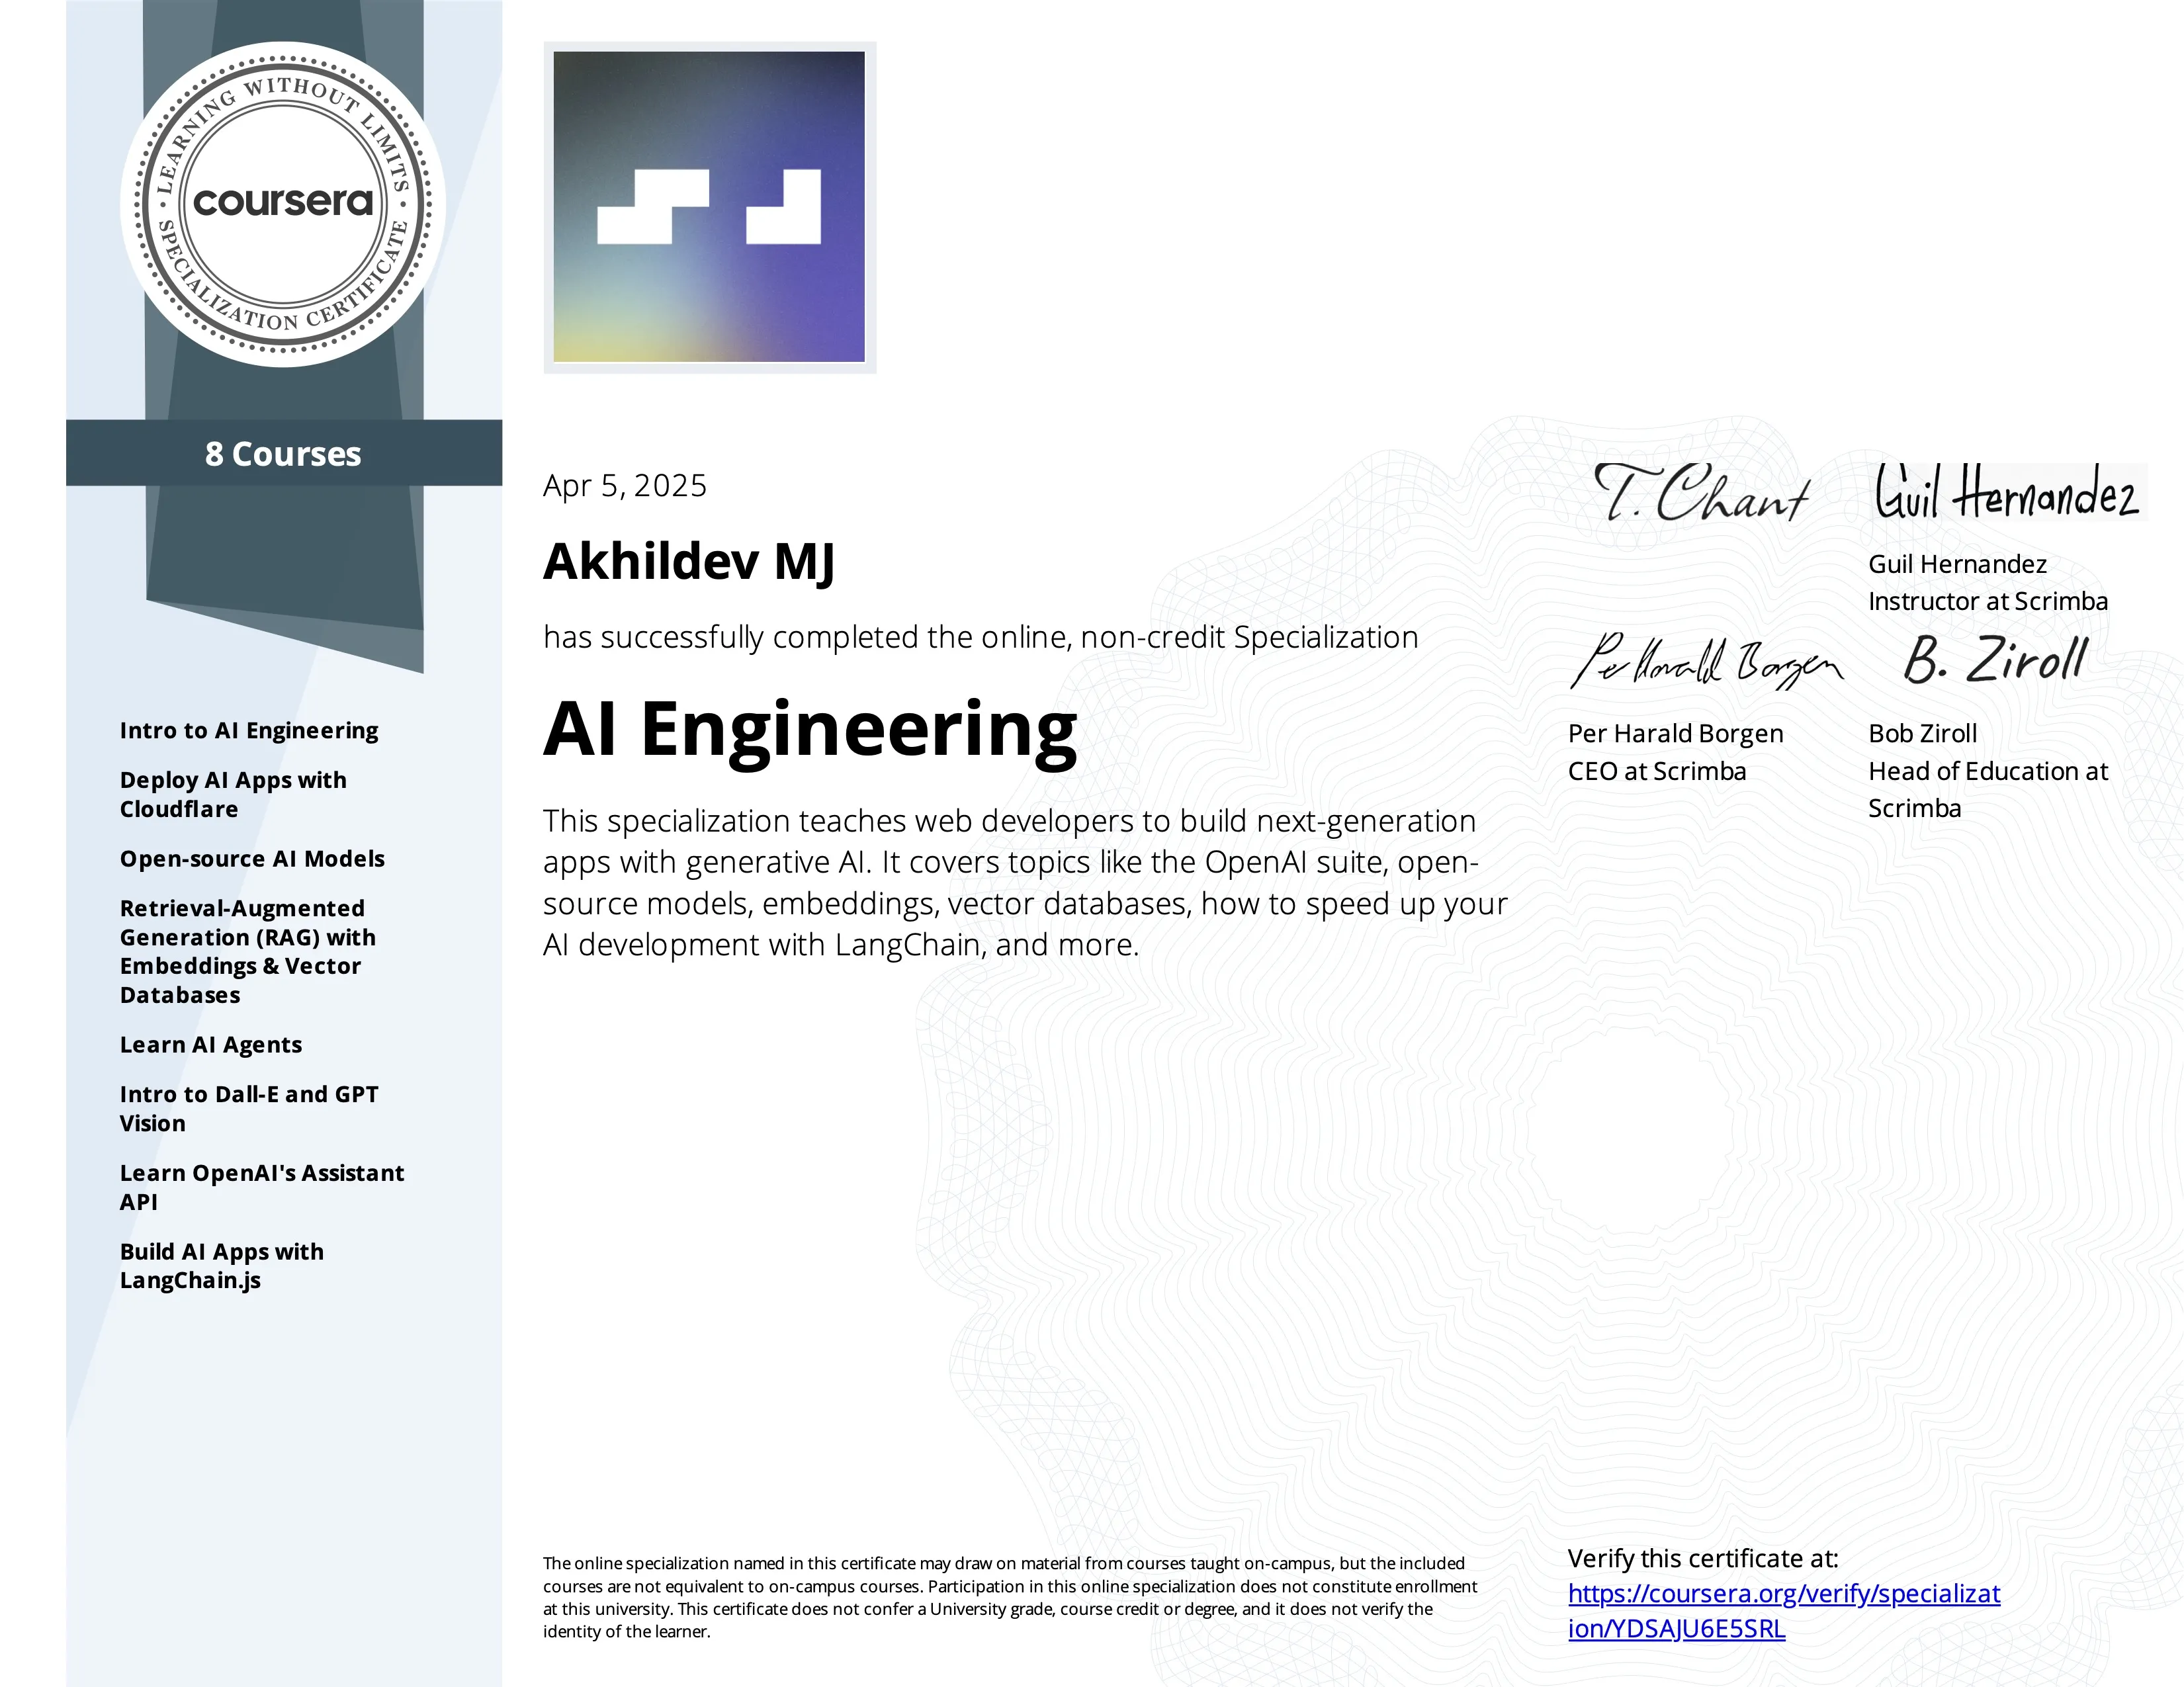 LEARNING WITHOUT LIMITS
coursera
SPECIALIZATION CERTIFICATE
8 Courses
Intro to AI Engineering
Deploy AI Apps with
Cloudflare
Open-source AI Models
Retrieval-Augmented
Generation (RAG) with
Embeddings & Vector
Databases
Learn AI Agents
Intro to Dall-E and GPT
Vision
Learn OpenAI's Assistant
API
Build AI Apps with
LangChain.js
Apr 5, 2025
Akhildev MJ
has successfully completed the online, non-credit Specialization
AI Engineering
This specialization teaches web developers to build next-generation
apps with generative AI. It covers topics like the OpenAI suite, open-
source models, embeddings, vector databases, how to speed up your
AI development with LangChain, and more.
T. Chant
Guil Hernandez
Guil Hernandez
Instructor at Scrimba
Per Harald Borgen
B. Ziroll
Per Harald Borgen
CEO at Scrimba
Bob Ziroll
Head of Education at
Scrimba
The online specialization named in this certificate may draw on material from courses taught on-campus, but the included
courses are not equivalent to on-campus courses. Participation in this online specialization does not constitute enrollment
at this university. This certificate does not confer a University grade, course credit or degree, and it does not verify the
identity of the learner.
Verify this certificate at:
https://coursera.org/verify/specializat
ion/YDSAJU6E5SRL